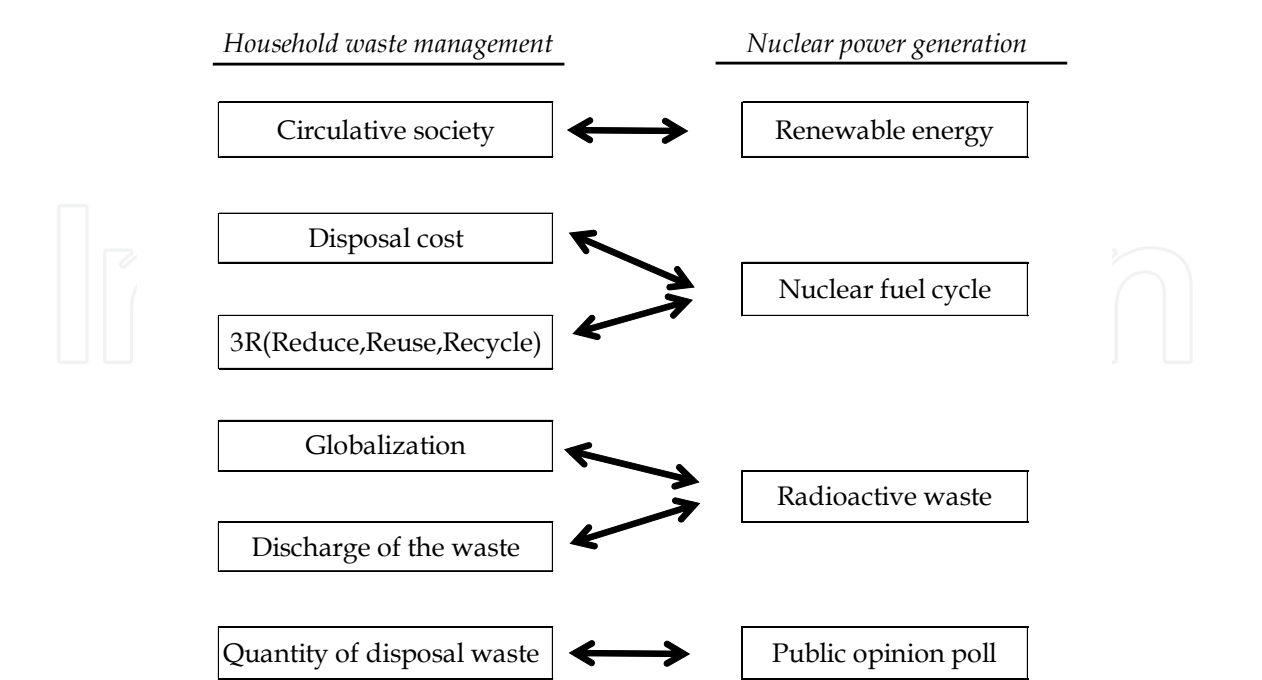 Household waste management
Nuclear power generation
Circulative society
Renewable energy
Disposal cost
Nuclear fuel cycle
3R(Reduce,Reuse,Recycle)
Globalization
Radioactive waste
Discharge of the waste
Quantity of disposal waste
Public opinion poll